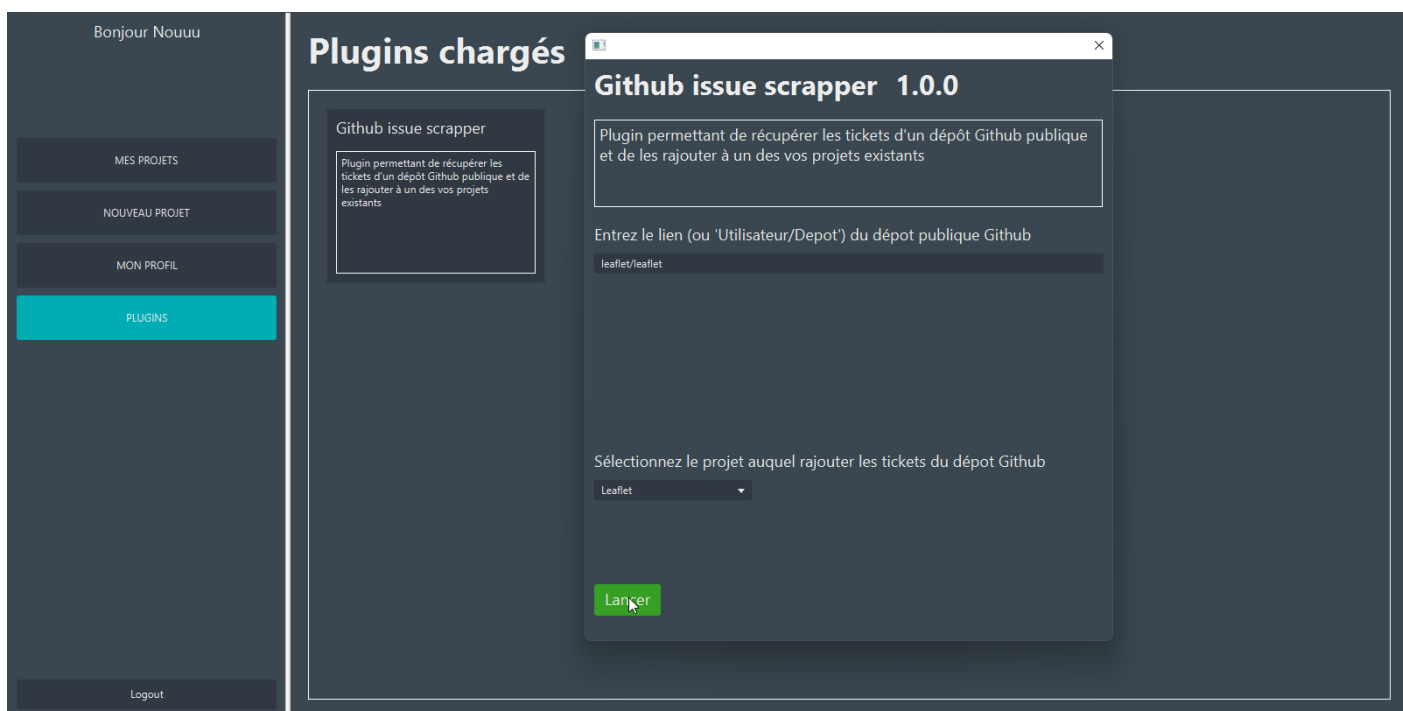 Bonjour Nouuu
MES PROJETS
NOUVEAU PROJET
MON PROFIL
PLUGINS
Logout
Plugins chargés
Github issue scrapper
Plugin permettant de récupérer les
tickets d'un dépôt Github publique et de
les rajouter à un des vos projets
existants
Github issue scrapper 1.0.0
Plugin permettant de récupérer les tickets d'un dépôt Github publique
et de les rajouter à un des vos projets existants
Entrez le lien (ou 'Utilisateur/Depot') du dépot publique Github
leaflet/leaflet
Sélectionnez le projet auquel rajouter les tickets du dépot Github
Leaflet
Lancer